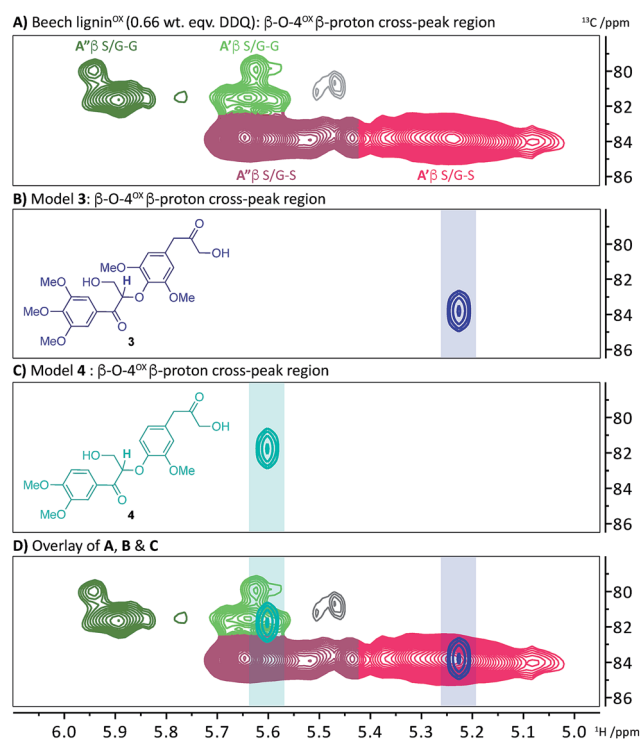 A) Beech lignin^OX (0.66 wt. eqv. DDQ): β-O-4^OX β-proton cross-peak region
¹³C /ppm
A''β S/G-G
A'β S/G-G
80
82
84
86
A''β S/G-S
A'β S/G-S
B) Model 3: β-O-4^OX β-proton cross-peak region
O
OH
MeO
HO
H
MeO
O
OMe
MeO
O
OMe
3
80
82
84
86
C) Model 4 : β-O-4^OX β-proton cross-peak region
O
OH
HO
H
O
OMe
MeO
O
MeO
4
80
82
84
86
D) Overlay of A, B & C
80
82
84
86
6.0 5.9 5.8 5.7 5.6 5.5 5.4 5.3 5.2 5.1 5.0 ¹H /ppm